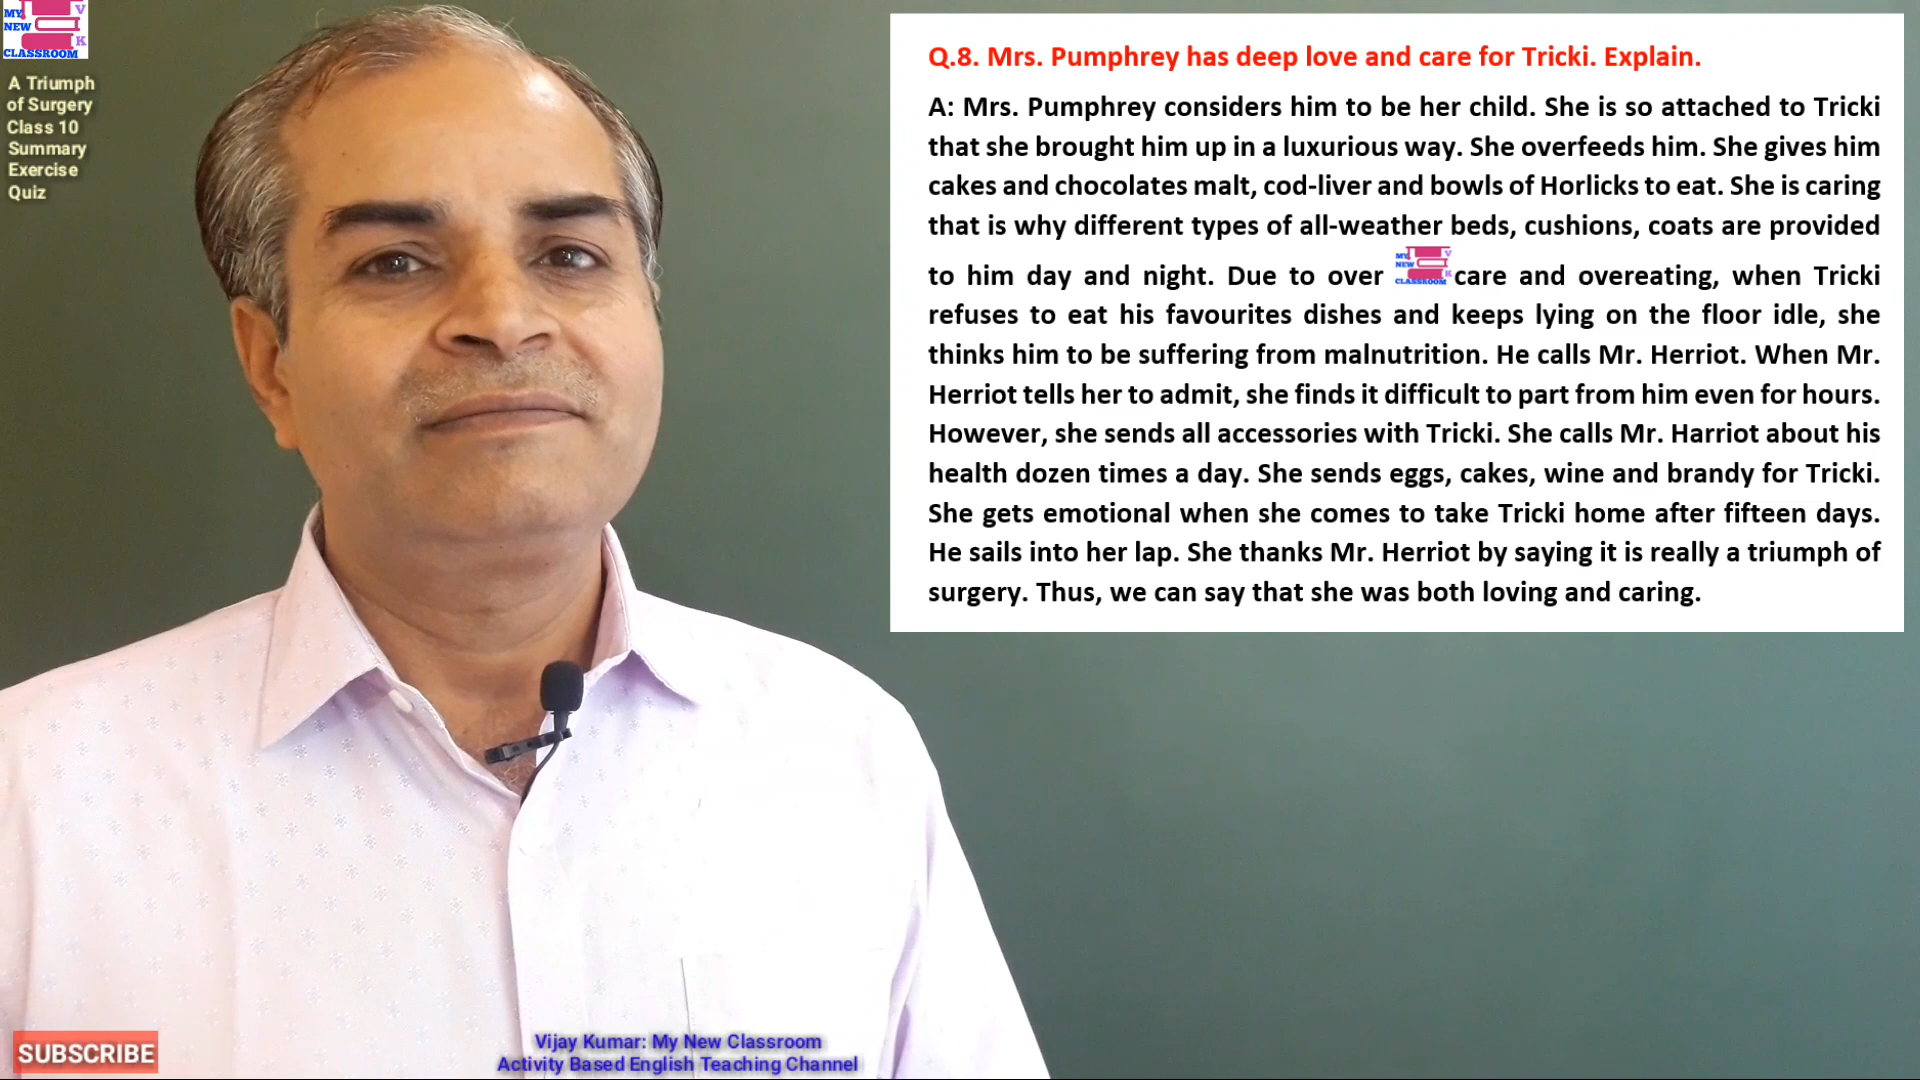 MY
NEW
V
K
CLASSROOM
A Triumph
of Surgery
Class 10
Summary
Exercise
Quiz
Q.8. Mrs. Pumphrey has deep love and care for Tricki. Explain.
A: Mrs. Pumphrey considers him to be her child. She is so attached to Tricki
that she brought him up in a luxurious way. She overfeeds him. She gives him
cakes and chocolates malt, cod-liver and bowls of Horlicks to eat. She is caring
that is why different types of all-weather beds, cushions, coats are provided
to him day and night. Due to over MY NEW V K CLASSROOM care and overeating, when Tricki
refuses to eat his favourites dishes and keeps lying on the floor idle, she
thinks him to be suffering from malnutrition. He calls Mr. Herriot. When Mr.
Herriot tells her to admit, she finds it difficult to part from him even for hours.
However, she sends all accessories with Tricki. She calls Mr. Harriot about his
health dozen times a day. She sends eggs, cakes, wine and brandy for Tricki.
She gets emotional when she comes to take Tricki home after fifteen days.
He sails into her lap. She thanks Mr. Herriot by saying it is really a triumph of
surgery. Thus, we can say that she was both loving and caring.
SUBSCRIBE
Vijay Kumar: My New Classroom
Activity Based English Teaching Channel